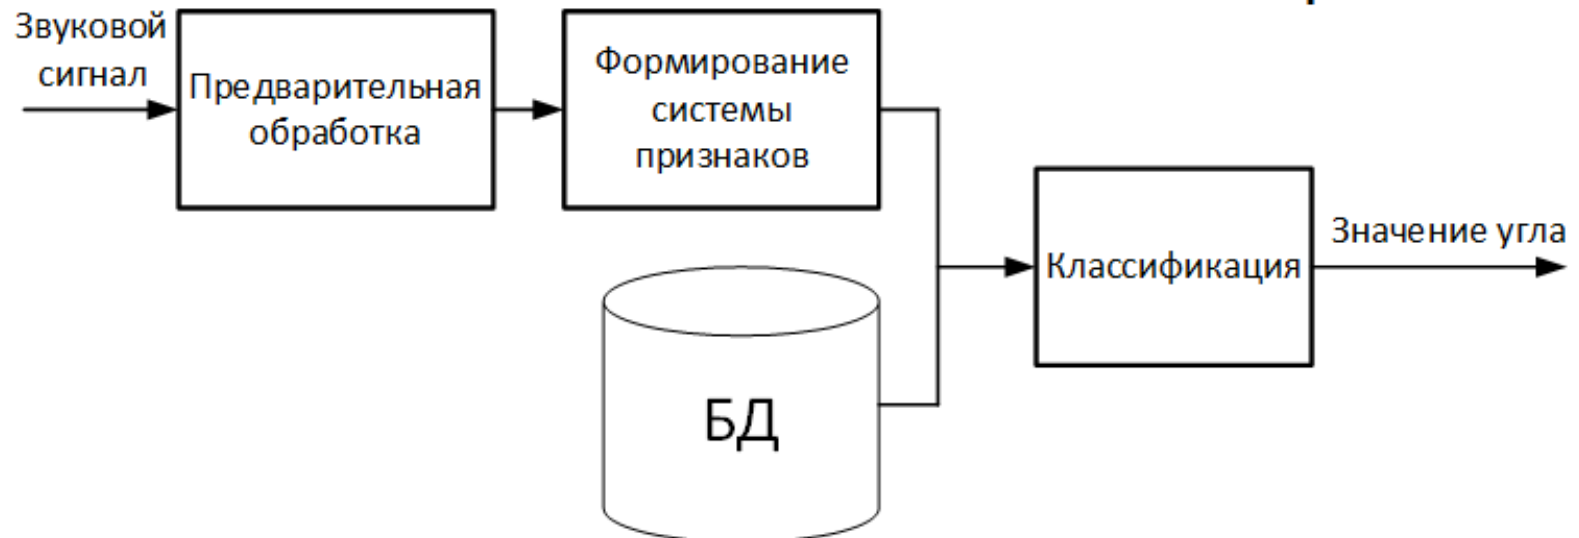 Звуковой
сигнал
Предварительная
обработка
Формирование
системы
признаков
БД
Классификация
Значение угла